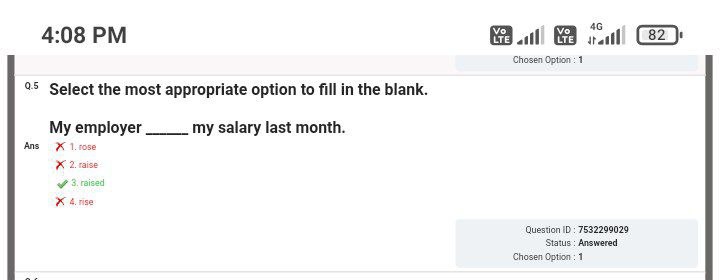 4:08 PM Vo LTE Vo LTE 4G 82
Chosen Option : 1
Q.5 Select the most appropriate option to fill in the blank.
My employer ______ my salary last month.
Ans 1. rose
2. raise
3. raised
4. rise
Question ID : 7532299029
Status : Answered
Chosen Option : 1